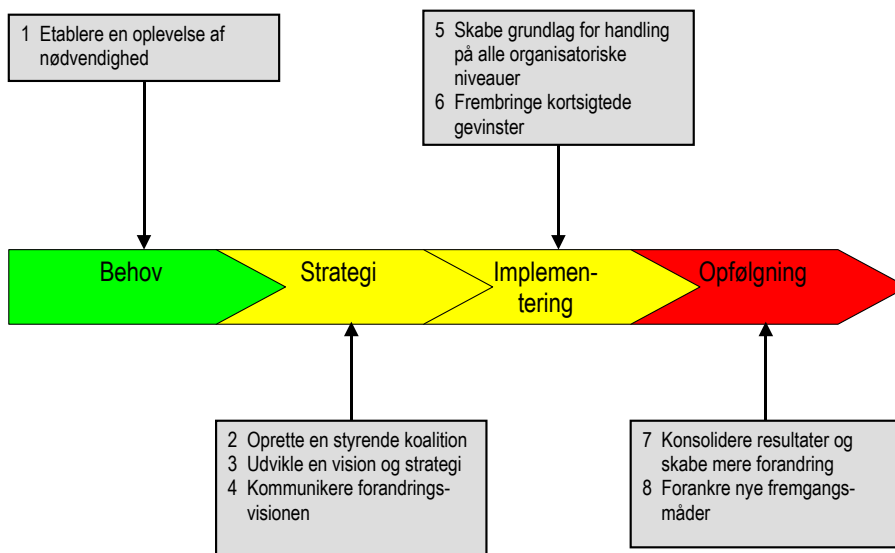 1 Etablere en oplevelse af
nødvendighed
5 Skabe grundlag for handling
på alle organisatoriske
niveauer
6 Frembringe kortsigtede
gevinster
Behov
Strategi
Implemen-
tering
Opfølgning
2 Oprette en styrende koalition
3 Udvikle en vision og strategi
4 Kommunikere forandrings-
visionen
7 Konsolidere resultater og
skabe mere forandring
8 Forankre nye fremgangs-
måder